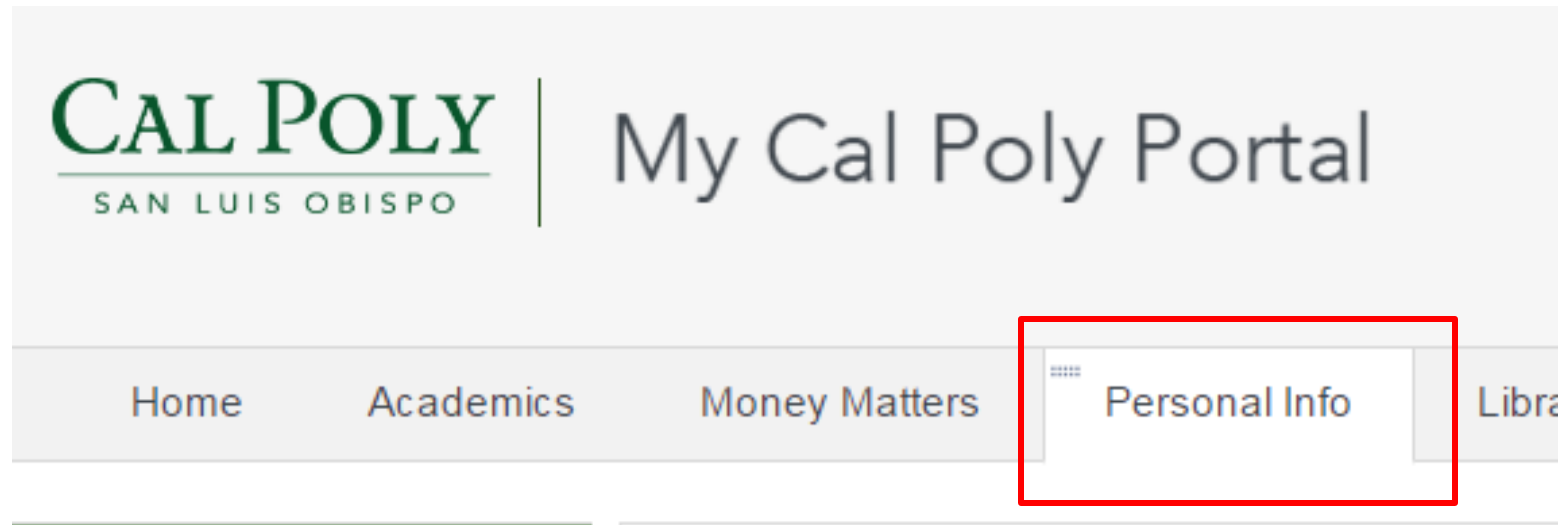 CAL POLY
SAN LUIS OBISPO
My Cal Poly Portal
Home Academics Money Matters Personal Info